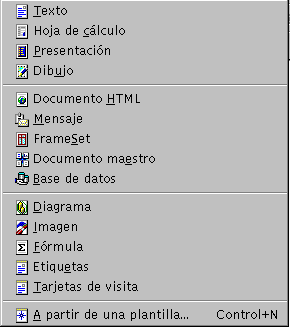 Texto
Hoja de cálculo
Presentación
Dibujo
Documento HTML
Mensaje
FrameSet
Documento maestro
Base de datos
Diagrama
Imagen
Fórmula
Etiquetas
Tarjetas de visita
A partir de una plantilla... Control+N